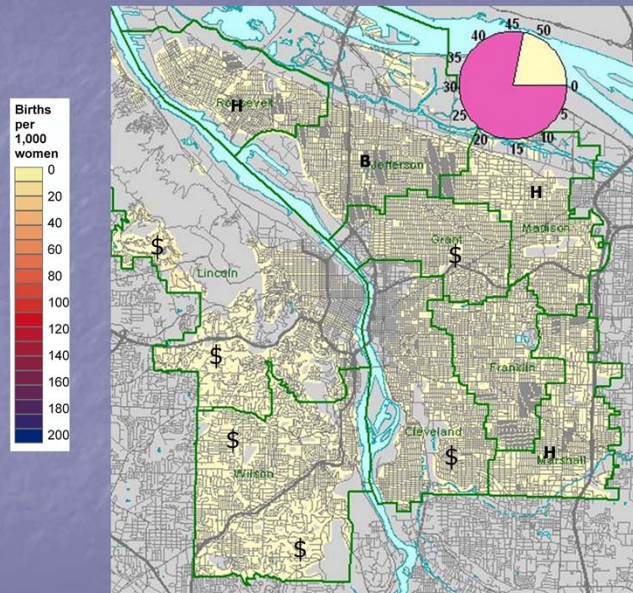 Births
per
1,000
women
0
20
40
60
80
100
120
140
160
180
200
45
50
40
35
0
30
5
25
10
20
15
H
Roosevelt
B
Jefferson
H
Grant
$
Madison
$
Lincoln
$
Franklin
$
Cleveland
$
H
Marshall
Wilson
$